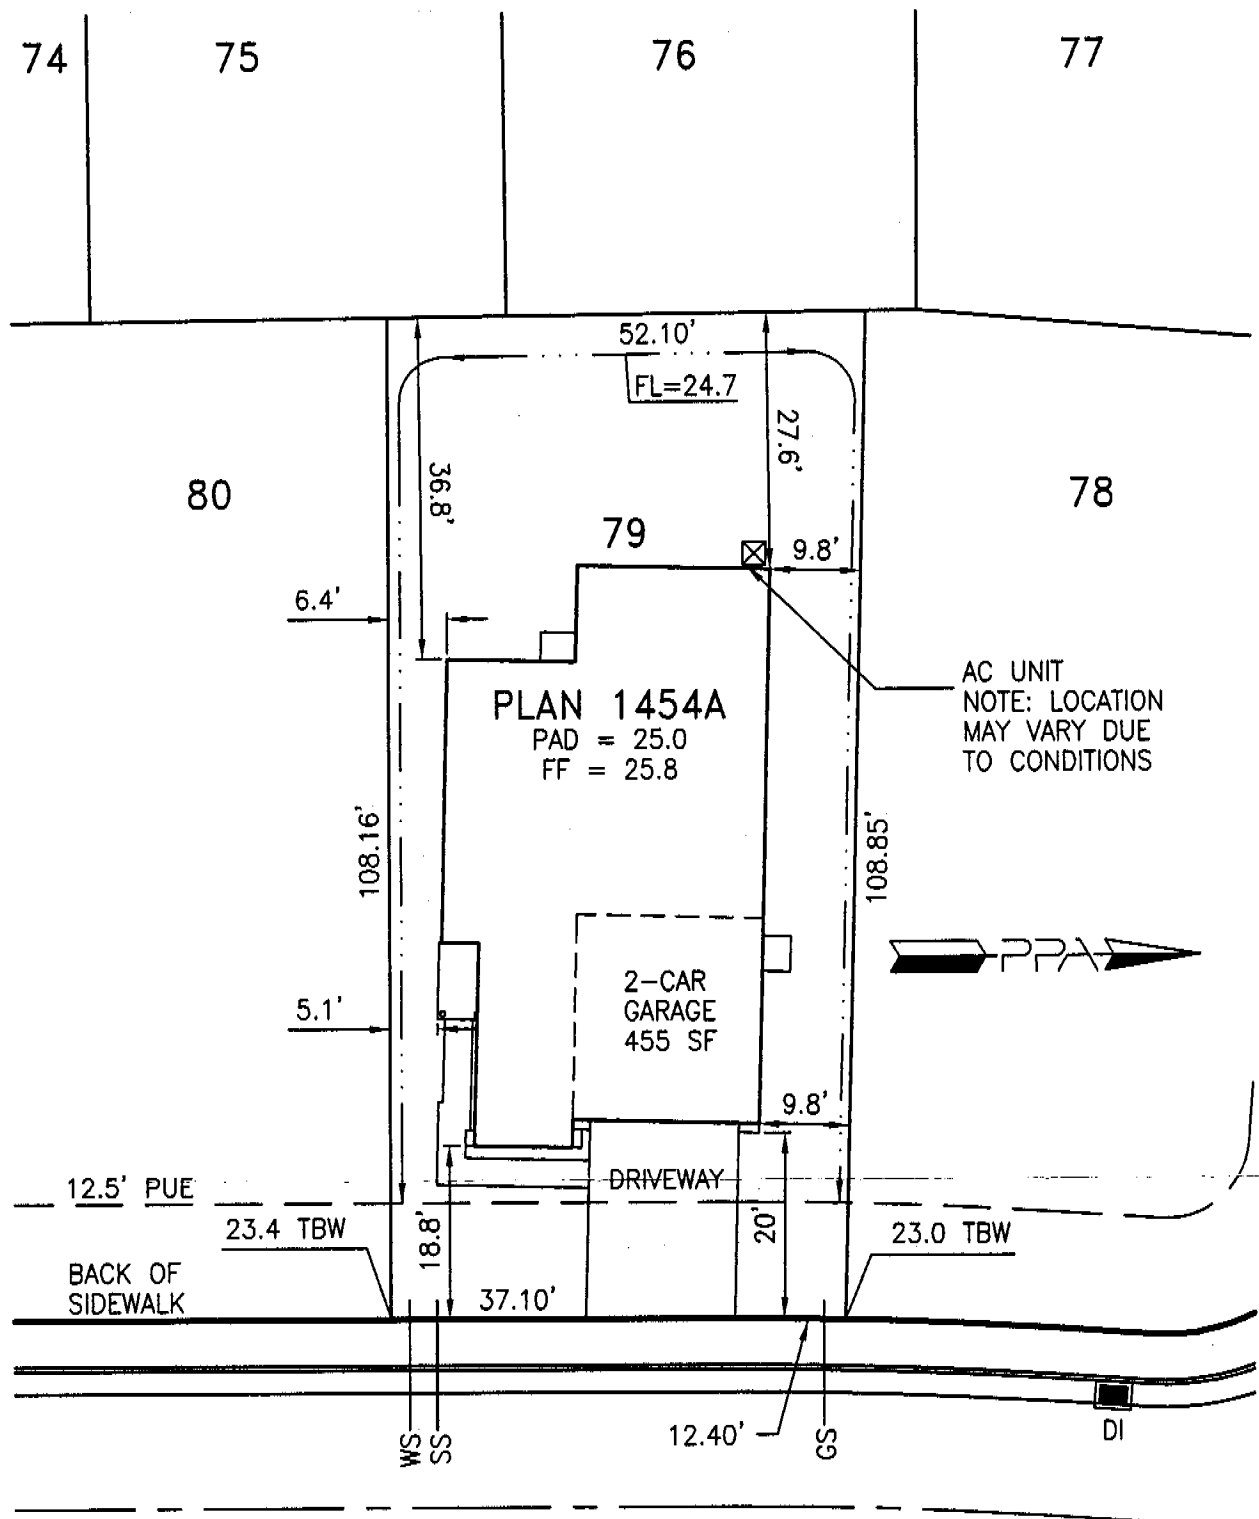 74
75
76
77
52.10'
FL=24.7
27.6'
36.8'
80
78
79
9.8'
6.4'
AC UNIT
NOTE: LOCATION
MAY VARY DUE
TO CONDITIONS
PLAN 1454A
PAD = 25.0
FF = 25.8
108.16'
108.85'
PPA
2-CAR
GARAGE
455 SF
5.1'
9.8'
DRIVEWAY
12.5' PUE
23.4 TBW
18.8'
20'
23.0 TBW
BACK OF
SIDEWALK
37.10'
12.40'
WS
SS
GS
DI